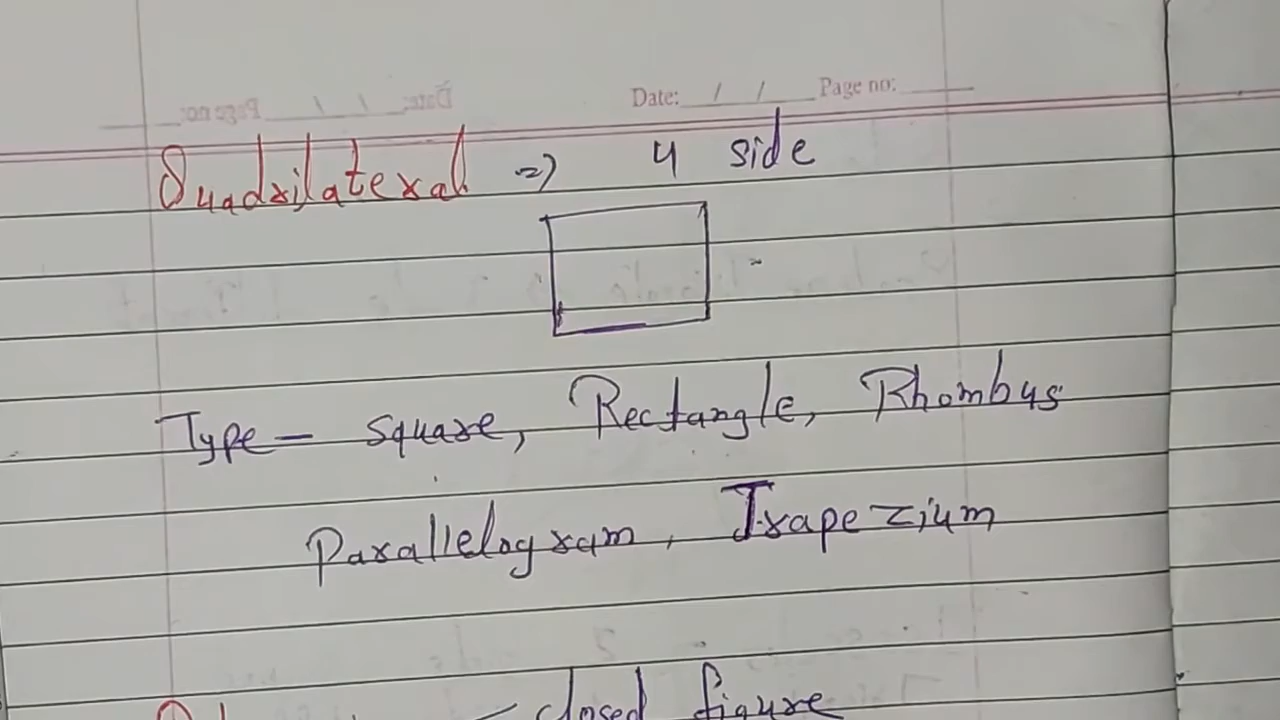 Date: / / Page no:
Quadrilateral => 4 side
Type - square, Rectangle, Rhombus
Parallelogram, Trapezium
closed figure